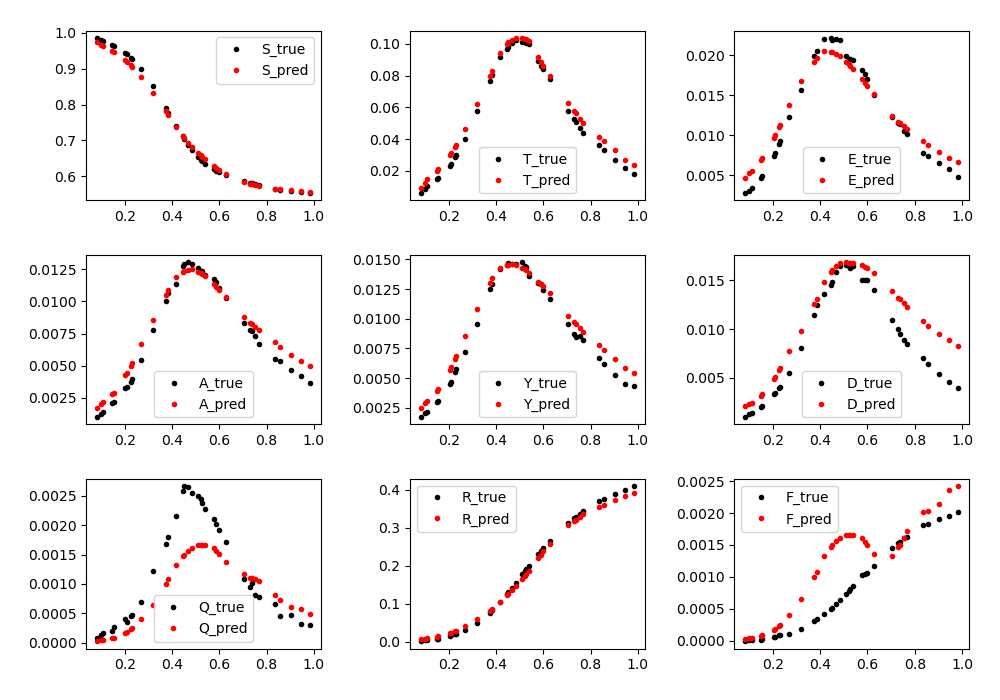 1.0
0.9
0.8
0.7
0.6
S_true
S_pred
0.2 0.4 0.6 0.8 1.0
0.10
0.08
0.06
0.04
0.02
T_true
T_pred
0.2 0.4 0.6 0.8 1.0
0.020
0.015
0.010
0.005
E_true
E_pred
0.2 0.4 0.6 0.8 1.0
0.0125
0.0100
0.0075
0.0050
0.0025
A_true
A_pred
0.2 0.4 0.6 0.8 1.0
0.0150
0.0125
0.0100
0.0075
0.0050
0.0025
Y_true
Y_pred
0.2 0.4 0.6 0.8 1.0
0.015
0.010
0.005
D_true
D_pred
0.2 0.4 0.6 0.8 1.0
0.0025
0.0020
0.0015
0.0010
0.0005
0.0000
Q_true
Q_pred
0.2 0.4 0.6 0.8 1.0
0.4
0.3
0.2
0.1
0.0
R_true
R_pred
0.2 0.4 0.6 0.8 1.0
0.0025
0.0020
0.0015
0.0010
0.0005
0.0000
F_true
F_pred
0.2 0.4 0.6 0.8 1.0